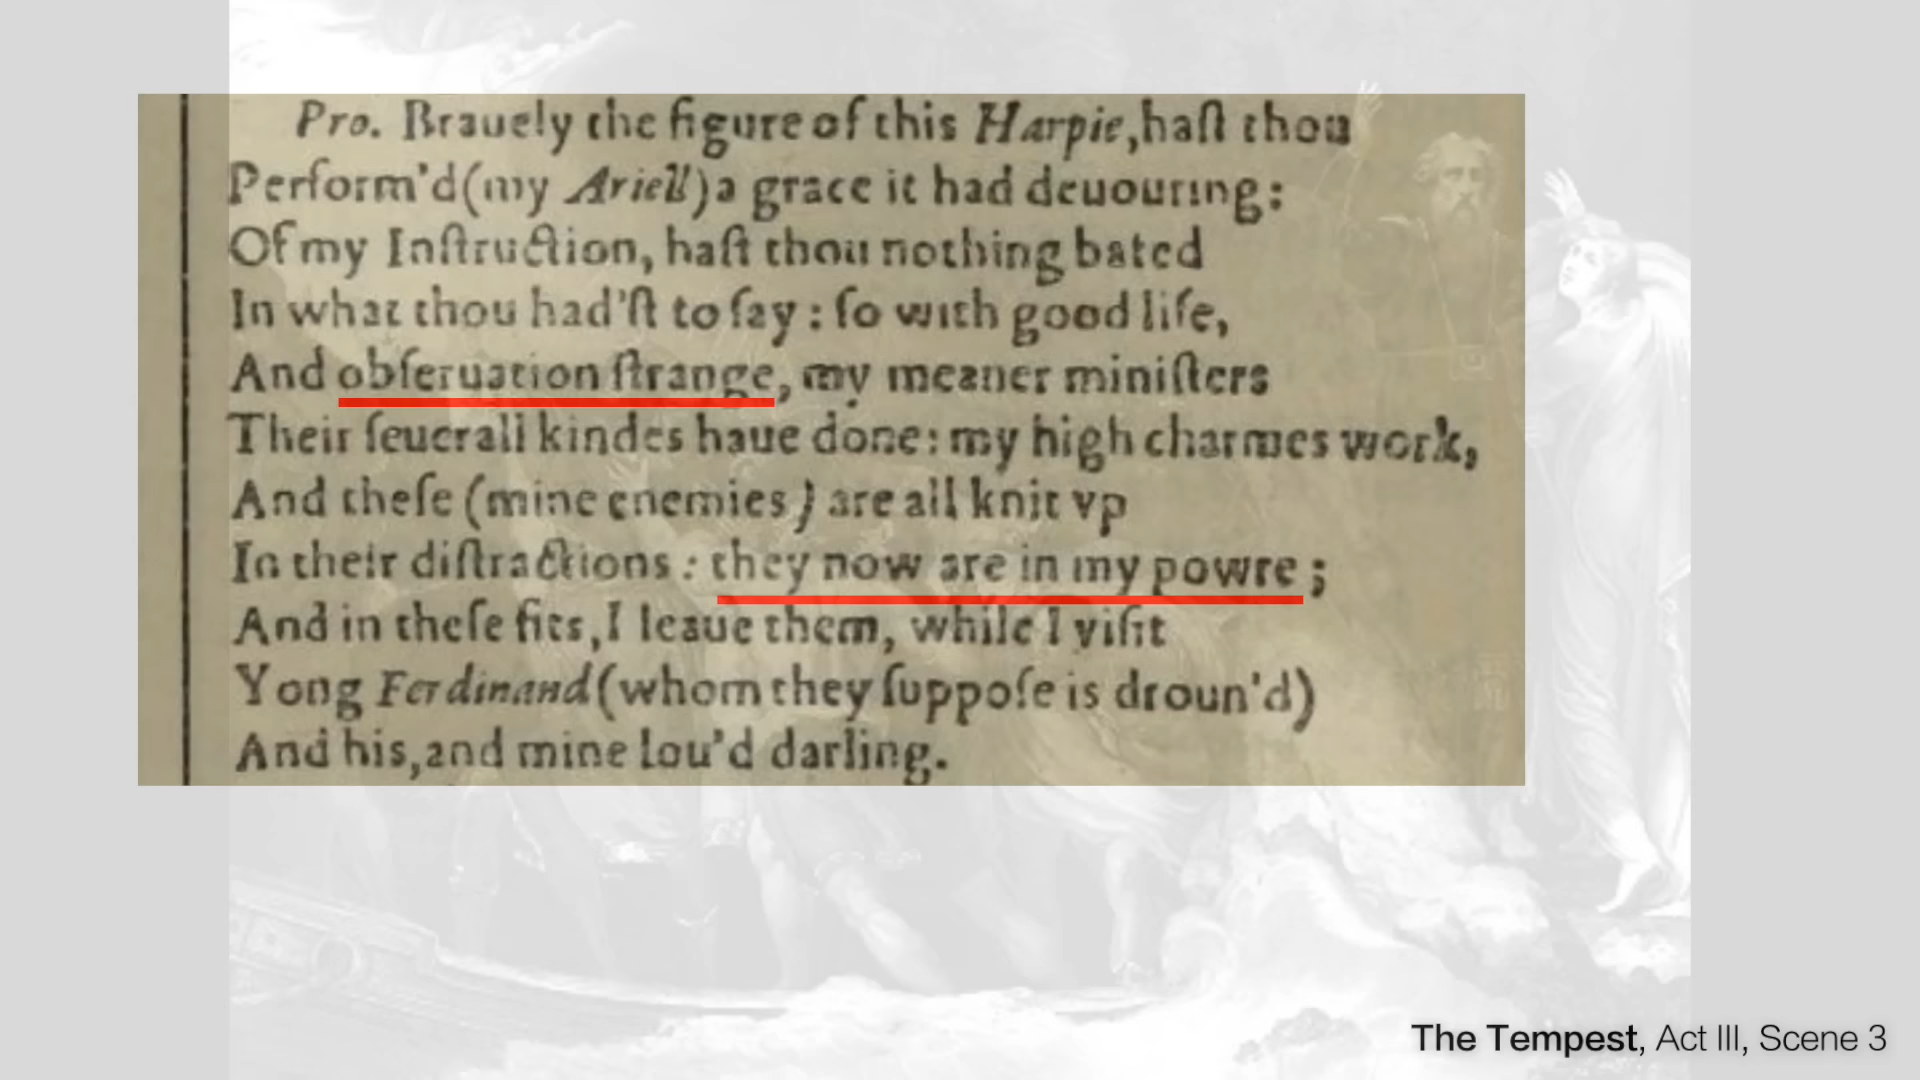 Pro. Brauely the figure of this Harpie, haſt thou
Perform'd (my Ariell) a grace it had deuouring:
Of my Inſtruction, haſt thou nothing bated
In what thou had'ſt to ſay: ſo with good life,
And obſeruation ſtrange, my meaner miniſters
Their ſeuerall kindes haue done: my high charmes work,
And theſe (mine enemies) are all knit vp
In their diſtractions: they now are in my powre;
And in theſe fits, I leaue them, while I viſit
Yong Ferdinand (whom they ſuppoſe is droun'd)
And his, and mine lou'd darling.
The Tempest, Act III, Scene 3